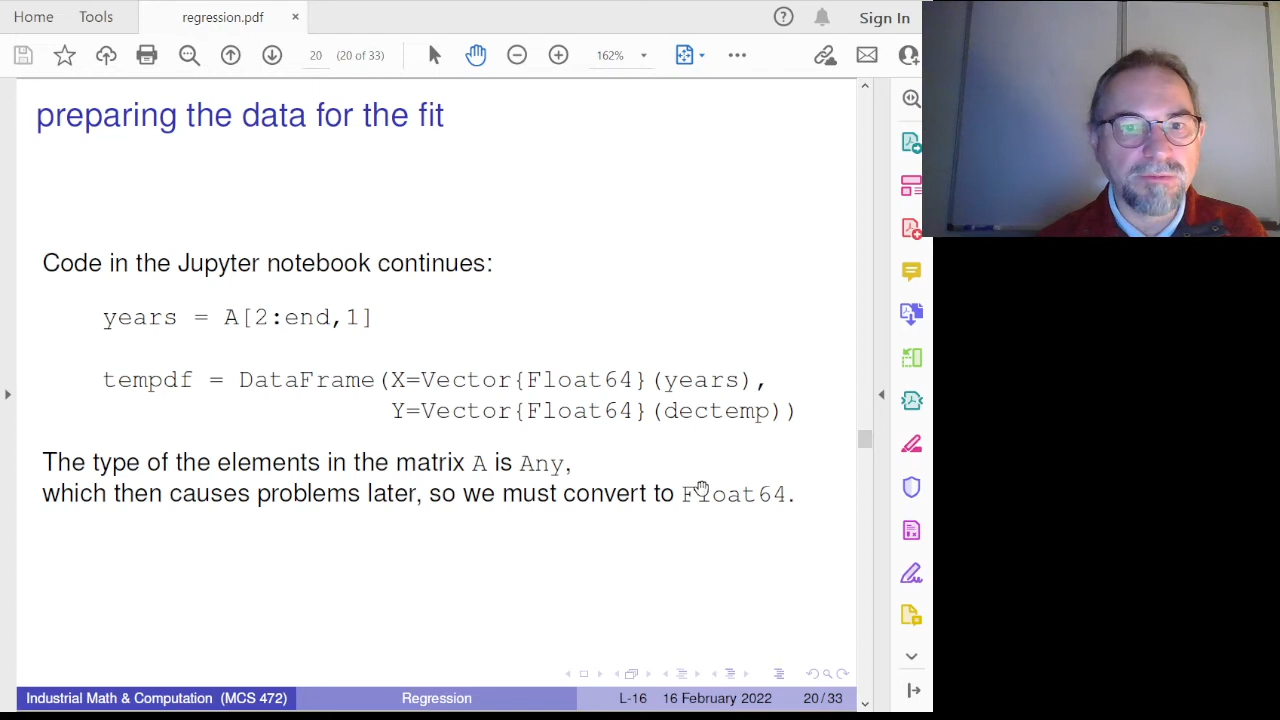 Home
Tools
regression.pdf
×
Sign In
20
(20 of 33)
162%
preparing the data for the fit
Code in the Jupyter notebook continues:
years = A[2:end,1]
tempdf = DataFrame(X=Vector{Float64}(years),
Y=Vector{Float64}(dectemp))
The type of the elements in the matrix A is Any,
which then causes problems later, so we must convert to Float64.
Industrial Math & Computation (MCS 472)
Regression
L-16
16 February 2022
20 / 33